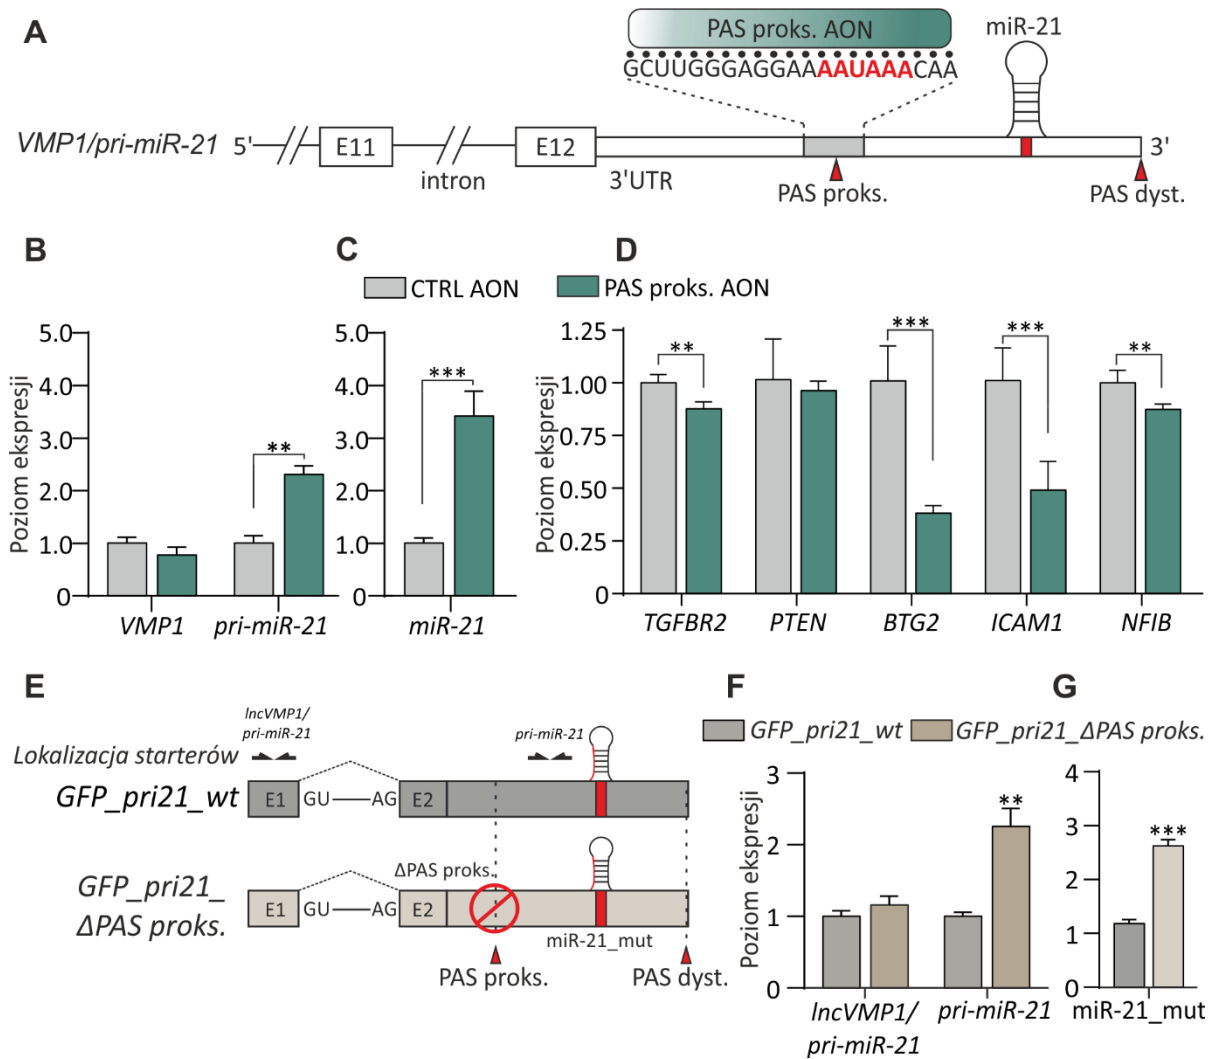 A
PAS proks. AON
GCUUGGGAGGAAAAUAAACAA
miR-21
VMP1/pri-miR-21 5' E11 E12 3'
intron
3'UTR
PAS proks.
PAS dyst.
B
C
D
CTRL AON
PAS proks. AON
Poziom ekspresji
5.0
4.0
3.0
2.0
1.0
0
**
VMP1
pri-miR-21
5.0
4.0
3.0
2.0
1.0
0
***
miR-21
Poziom ekspresji
1.25
1.00
0.75
0.50
0.25
0
**
***
***
**
TGFBR2
PTEN
BTG2
ICAM1
NFIB
E
lncVMP1/
pri-miR-21
pri-miR-21
Lokalizacja starterów
GFP_pri21_wt
E1 GU AG E2
ΔPAS proks.
GFP_pri21_
ΔPAS proks.
E1 GU AG E2
miR-21_mut
PAS proks.
PAS dyst.
F
G
GFP_pri21_wt
GFP_pri21_ΔPAS proks.
Poziom ekspresji
3
2
1
0
**
lncVMP1/
pri-miR-21
pri-miR-21
4
3
2
1
0
***
miR-21_mut